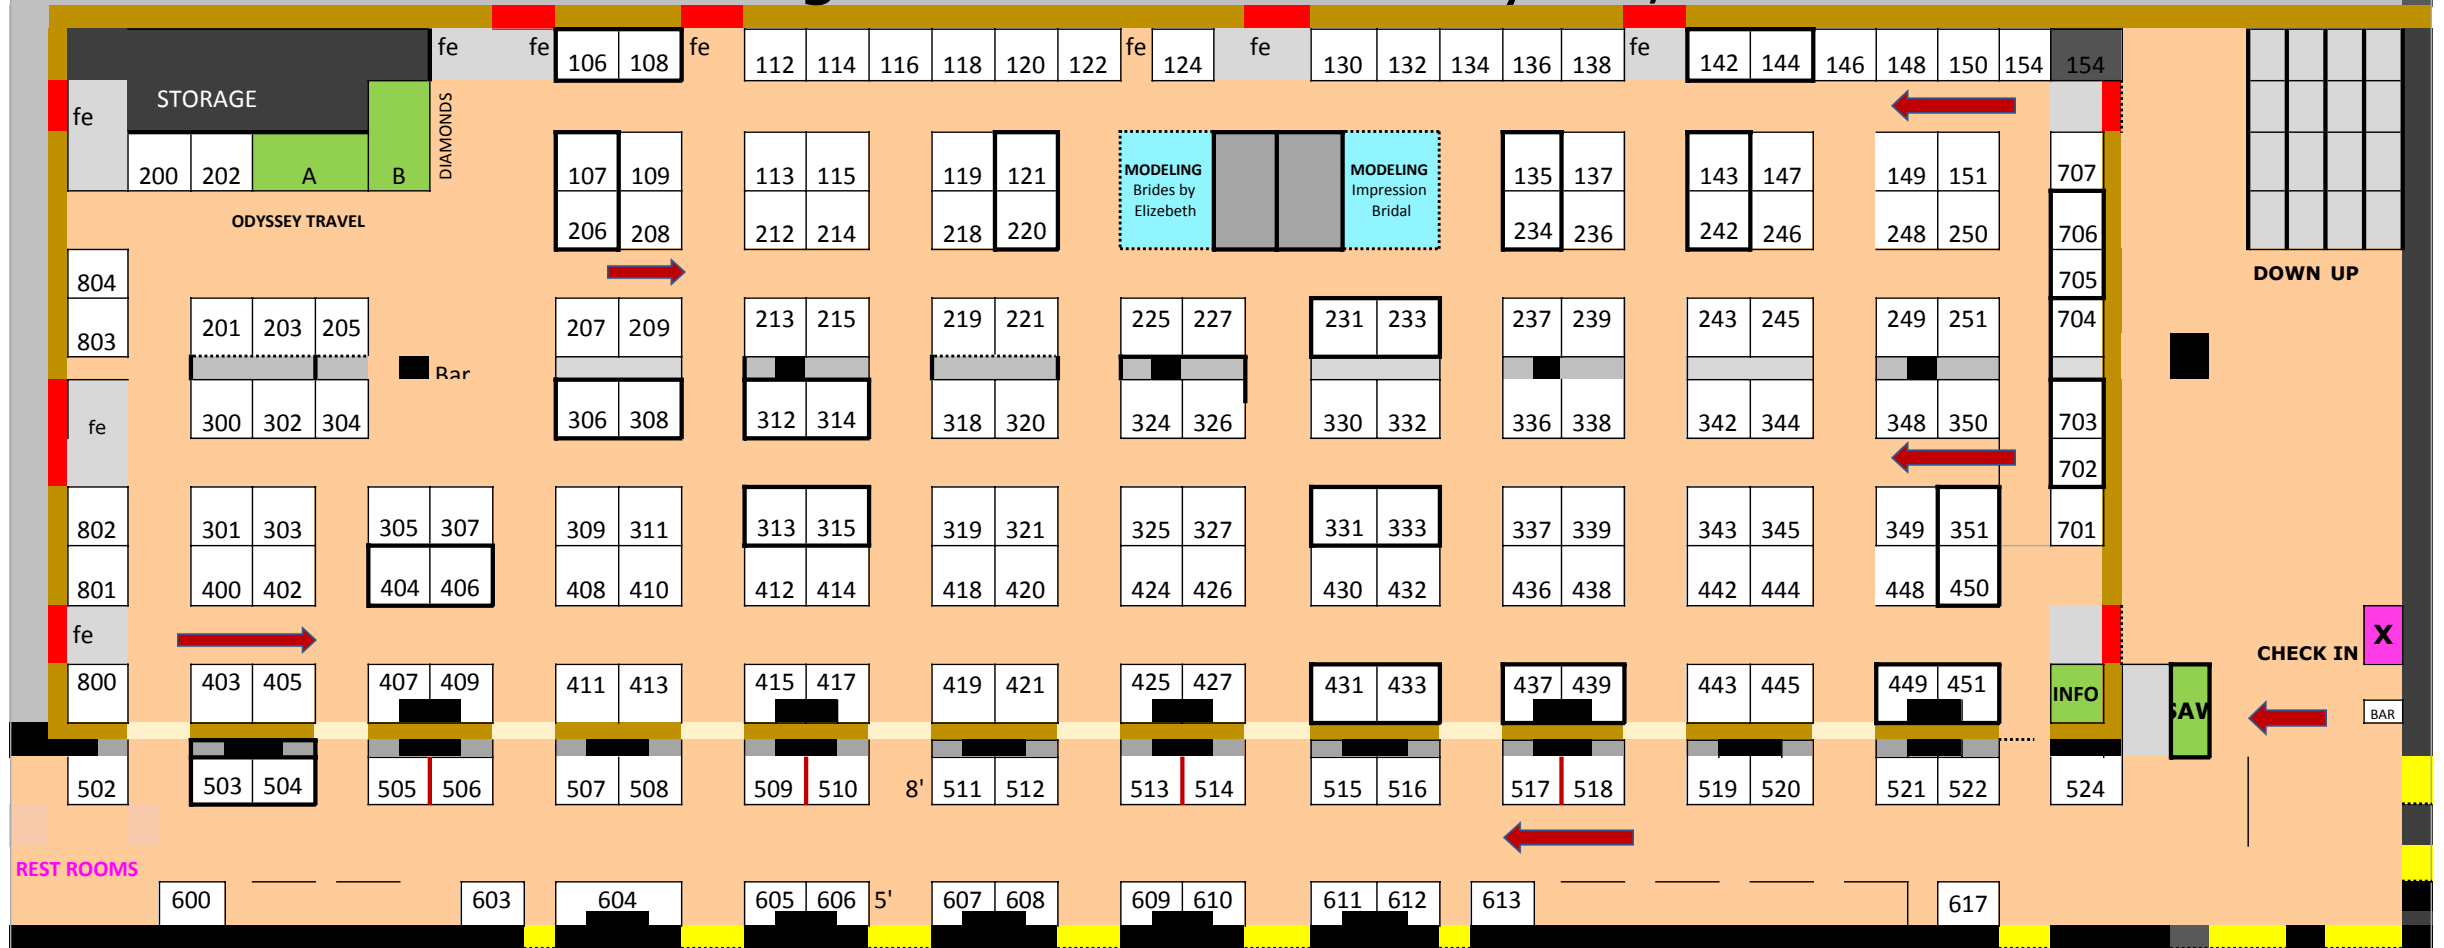 fe fe 106 108 fe 112 114 116 118 120 122 fe 124 fe 130 132 134 136 138 fe 142 144 146 148 150 154 154
STORAGE
fe
DIAMONDS
200 202 A B 107 109 113 115 119 121 MODELING MODELING 135 137 143 147 149 151 707
Brides by Impression
Elizebeth Bridal
ODYSSEY TRAVEL
206 208 212 214 218 220 234 236 242 246 248 250 706
DOWN UP
804 705
803 201 203 205 207 209 213 215 219 221 225 227 231 233 237 239 243 245 249 251 704
Bar
fe 300 302 304 306 308 312 314 318 320 324 326 330 332 336 338 342 344 348 350 703
702
802 301 303 305 307 309 311 313 315 319 321 325 327 331 333 337 339 343 345 349 351 701
801 400 402 404 406 408 410 412 414 418 420 424 426 430 432 436 438 442 444 448 450
fe X
CHECK IN
800 403 405 407 409 411 413 415 417 419 421 425 427 431 433 437 439 443 445 449 451 INFO
BAR
502 503 504 505 506 507 508 509 510 8' 511 512 513 514 515 516 517 518 519 520 521 522 524
REST ROOMS
600 603 604 605 606 5' 607 608 609 610 611 612 613 617